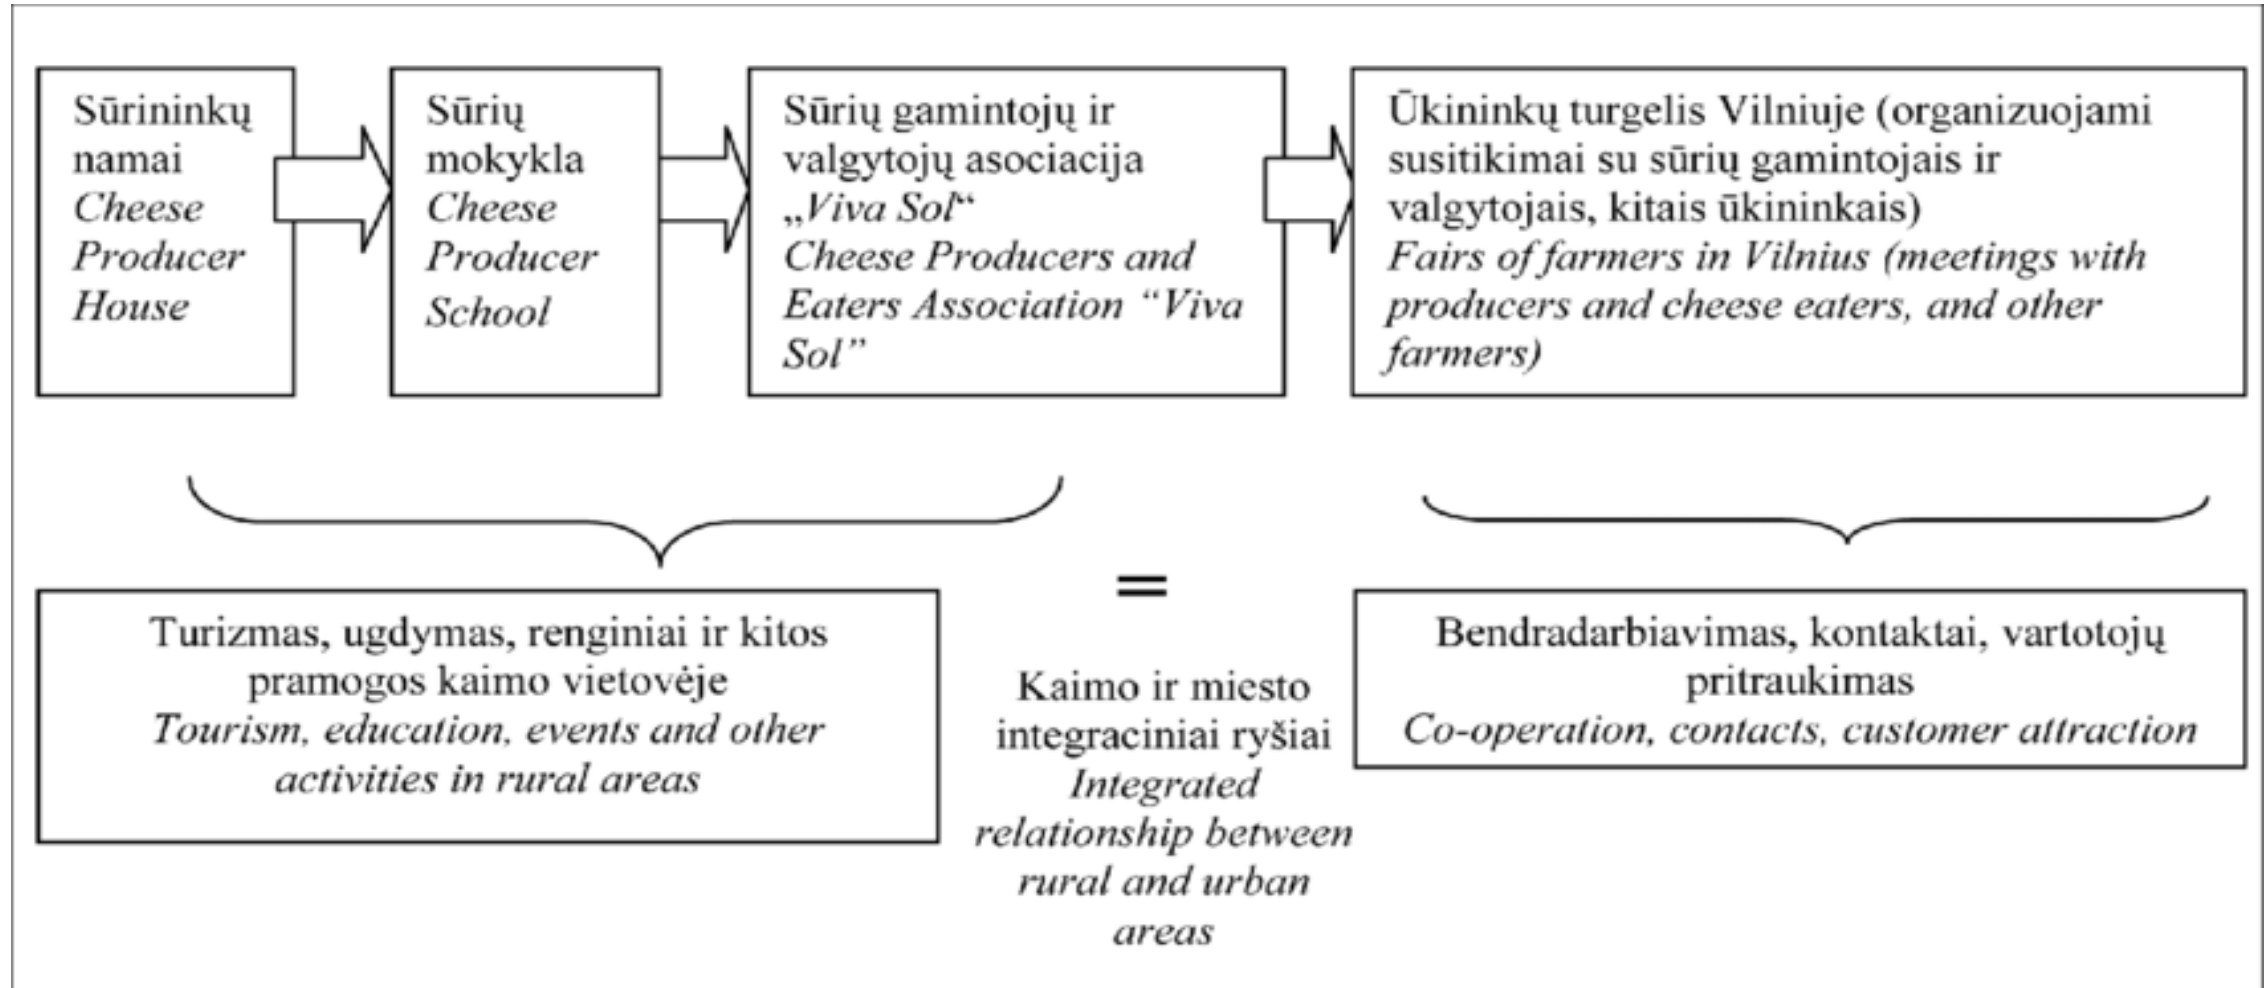 Sūrininkų
namai
Cheese
Producer
House
Sūrių
mokykla
Cheese
Producer
School
Sūrių gamintojų ir
valgytojų asociacija
„Viva Sol“
Cheese Producers and
Eaters Association “Viva
Sol”
Ūkininkų turgelis Vilniuje (organizuojami
susitikimai su sūrių gamintojais ir
valgytojais, kitais ūkininkais)
Fairs of farmers in Vilnius (meetings with
producers and cheese eaters, and other
farmers)
Turizmas, ugdymas, renginiai ir kitos
pramogos kaimo vietovėje
Tourism, education, events and other
activities in rural areas
=
Kaimo ir miesto
integraciniai ryšiai
Integrated
relationship between
rural and urban
areas
Bendradarbiavimas, kontaktai, vartotojų
pritraukimas
Co-operation, contacts, customer attraction